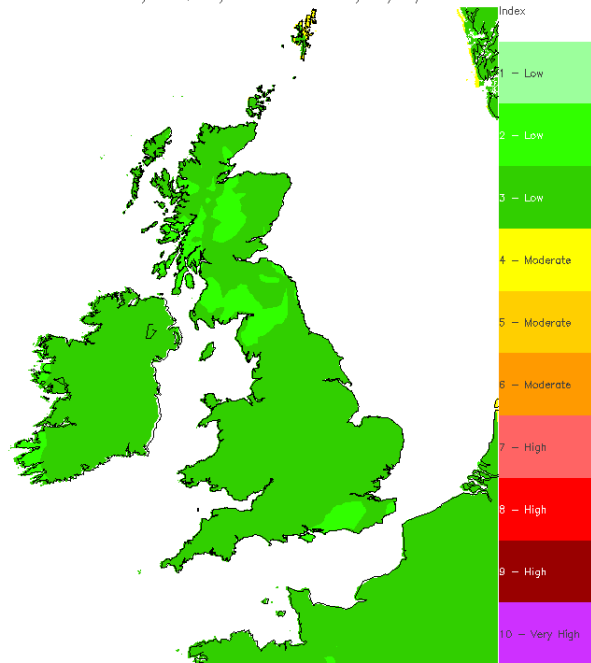 Index
1 - Low
2 - Low
3 - Low
4 - Moderate
5 - Moderate
6 - Moderate
7 - High
8 - High
9 - High
10 - Very High